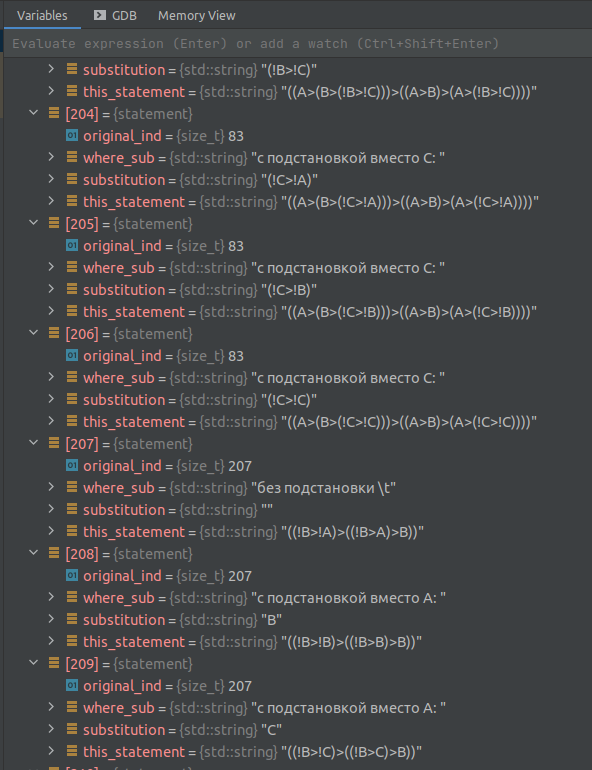 Variables GDB Memory View
Evaluate expression (Enter) or add a watch (Ctrl+Shift+Enter)
substitution = {std::string} "(!B>!C)"
this_statement = {std::string} "((A>(B>(!B>!C)))>((A>B)>(A>(!B>!C))))"
[204] = {statement}
01 original_ind = {size_t} 83
where_sub = {std::string} "с подстановкой вместо C: "
substitution = {std::string} "(!C>!A)"
this_statement = {std::string} "((A>(B>(!C>!A)))>((A>B)>(A>(!C>!A))))"
[205] = {statement}
01 original_ind = {size_t} 83
where_sub = {std::string} "с подстановкой вместо C: "
substitution = {std::string} "(!C>!B)"
this_statement = {std::string} "((A>(B>(!C>!B)))>((A>B)>(A>(!C>!B))))"
[206] = {statement}
01 original_ind = {size_t} 83
where_sub = {std::string} "с подстановкой вместо C: "
substitution = {std::string} "(!C>!C)"
this_statement = {std::string} "((A>(B>(!C>!C)))>((A>B)>(A>(!C>!C))))"
[207] = {statement}
01 original_ind = {size_t} 207
where_sub = {std::string} "без подстановки \t"
substitution = {std::string} ""
this_statement = {std::string} "((!B>!A)>((!B>A)>B))"
[208] = {statement}
01 original_ind = {size_t} 207
where_sub = {std::string} "с подстановкой вместо A: "
substitution = {std::string} "B"
this_statement = {std::string} "((!B>!B)>((!B>B)>B))"
[209] = {statement}
01 original_ind = {size_t} 207
where_sub = {std::string} "с подстановкой вместо A: "
substitution = {std::string} "C"
this_statement = {std::string} "((!B>!C)>((!B>C)>B))"